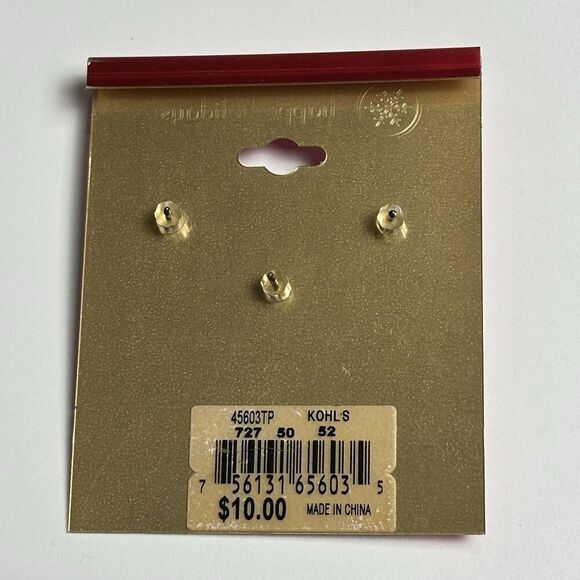 45603TP KOHL'S
727 50 52
7 56131 65603 5
$10.00 MADE IN CHINA